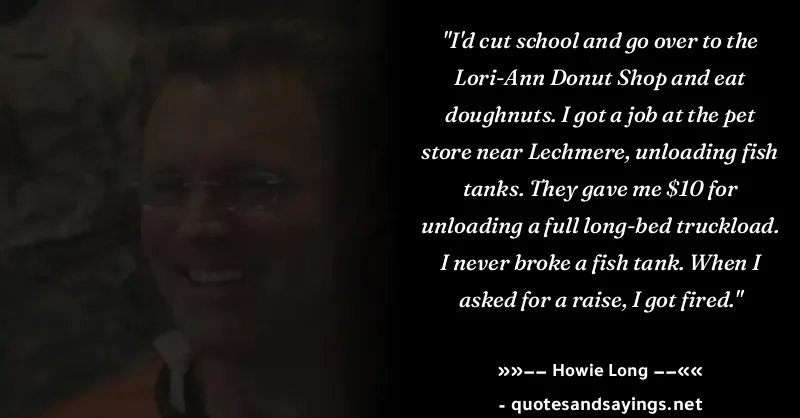 "I'd cut school and go over to the
Lori-Ann Donut Shop and eat
doughnuts. I got a job at the pet
store near Lechmere, unloading fish
tanks. They gave me $10 for
unloading a full long-bed truckload.
I never broke a fish tank. When I
asked for a raise, I got fired."
»»−− Howie Long −−««
- quotesandsayings.net